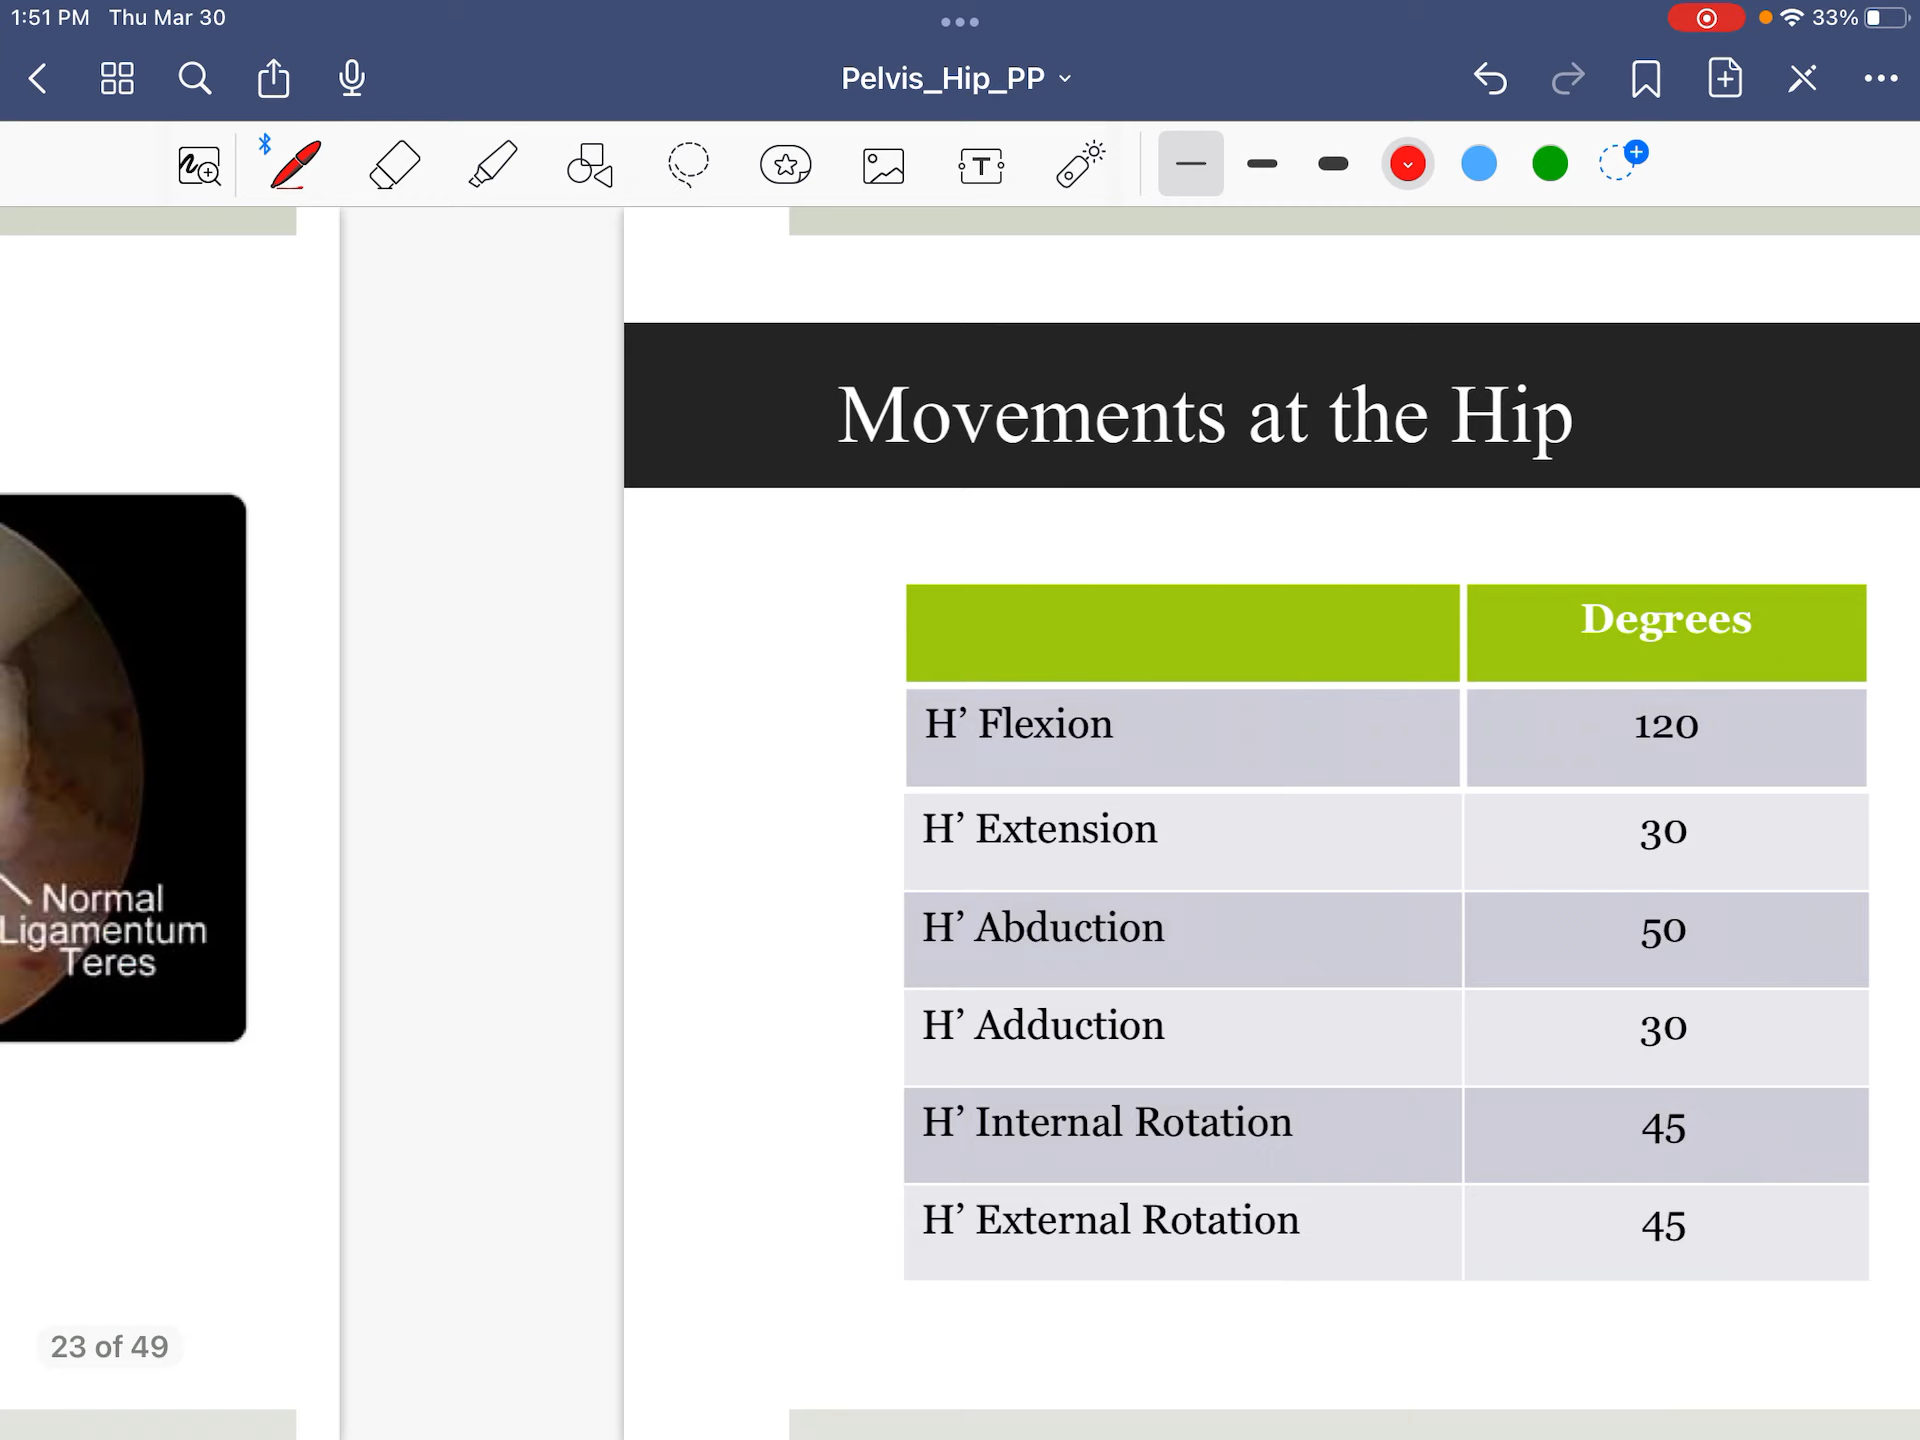 1:51 PM Thu Mar 30
33%
Pelvis_Hip_PP
T
Movements at the Hip
Degrees
H’ Flexion 120
H’ Extension 30
H’ Abduction 50
H’ Adduction 30
H’ Internal Rotation 45
H’ External Rotation 45
Normal
Ligamentum
Teres
23 of 49